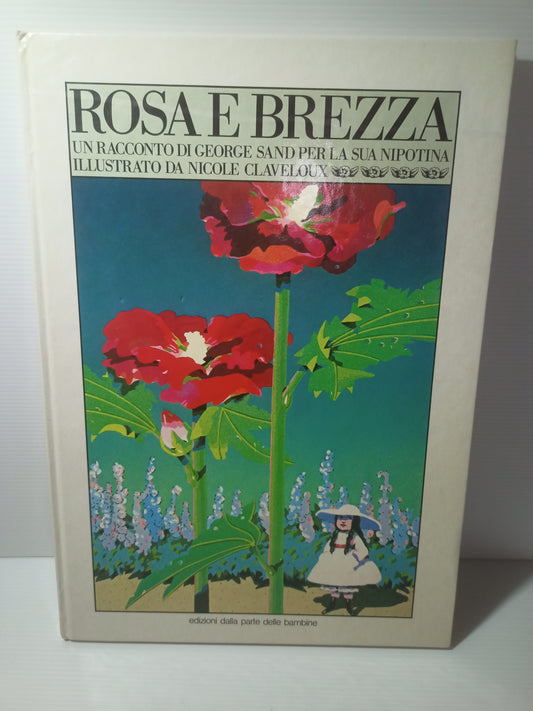 ROSA E BREZZA
UN RACCONTO DI GEORGE SAND PER LA SUA NIPOTINA
ILLUSTRATO DA NICOLE CLAVELOUX
edizioni dalla parte delle bambine